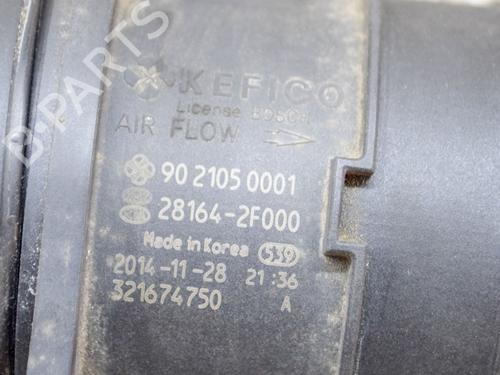 KEFICO
License BOSCH
AIR FLOW
90 2105 0001
28164-2F000
Made in Korea 539
2014-11-28 21:36
321674750 A
B-PARTS